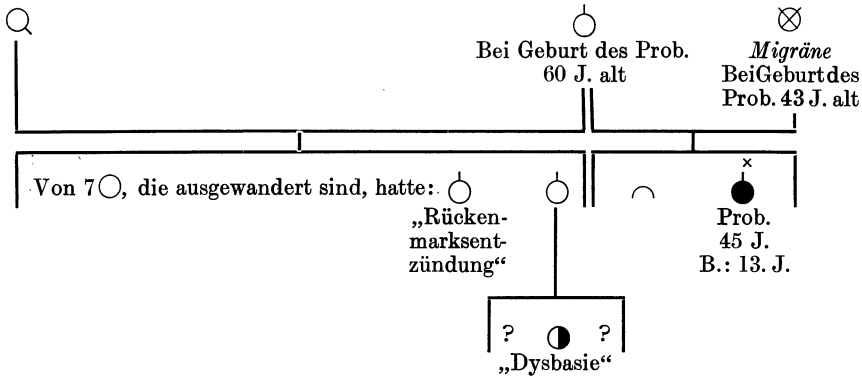 Bei Geburt des Prob.
60 J. alt
Migräne
Bei Geburt des
Prob. 43 J. alt
Von 7 ◯, die ausgewandert sind, hatte:
„Rücken-
marksent-
zündung“
Prob.
45 J.
B.: 13. J.
? ?
„Dysbasie“